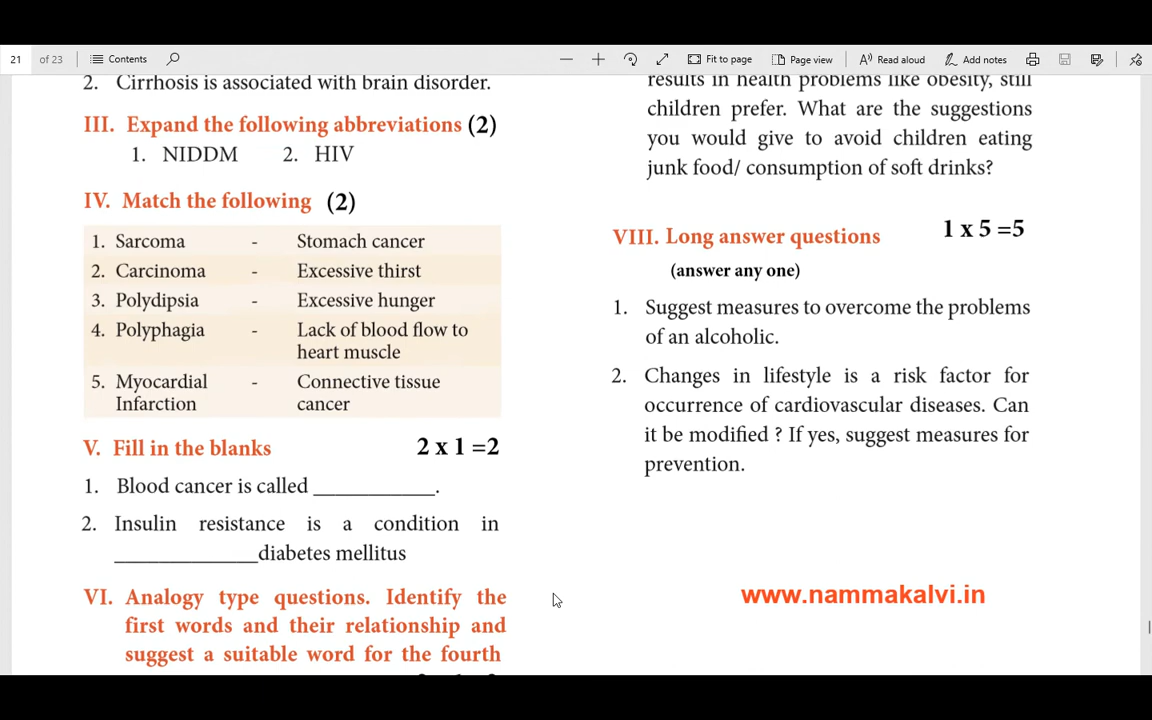 21 of 23 Contents Fit to page Page view Read aloud Add notes
2. Cirrhosis is associated with brain disorder.
III. Expand the following abbreviations (2)
1. NIDDM 2. HIV
IV. Match the following (2)
1. Sarcoma - Stomach cancer
2. Carcinoma - Excessive thirst
3. Polydipsia - Excessive hunger
4. Polyphagia - Lack of blood flow to
heart muscle
5. Myocardial - Connective tissue
Infarction cancer
V. Fill in the blanks 2 x 1 =2
1. Blood cancer is called ___________.
2. Insulin resistance is a condition in
_____________diabetes mellitus
VI. Analogy type questions. Identify the
first words and their relationship and
suggest a suitable word for the fourth
results in health problems like obesity, still
children prefer. What are the suggestions
you would give to avoid children eating
junk food/ consumption of soft drinks?
VIII. Long answer questions 1 x 5 =5
(answer any one)
1. Suggest measures to overcome the problems
of an alcoholic.
2. Changes in lifestyle is a risk factor for
occurrence of cardiovascular diseases. Can
it be modified ? If yes, suggest measures for
prevention.
www.nammakalvi.in